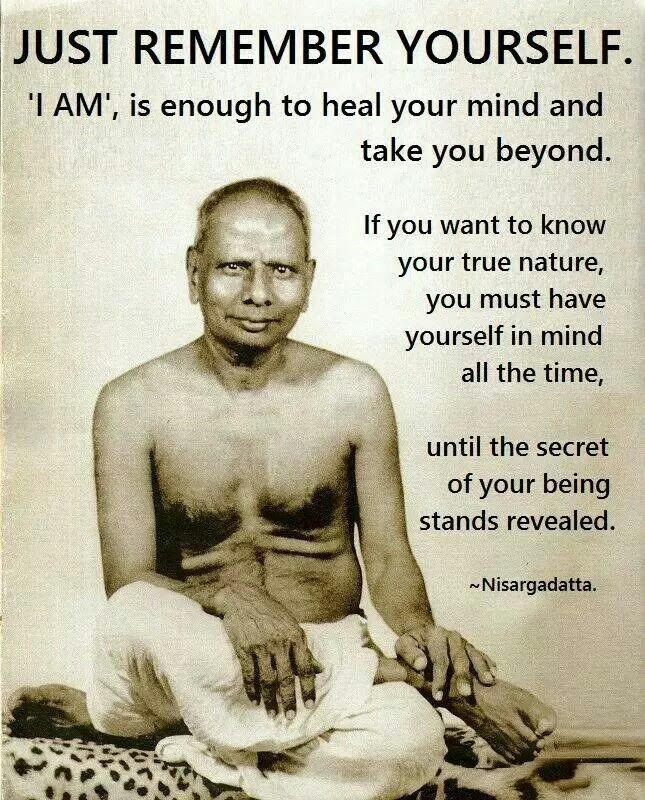 JUST REMEMBER YOURSELF.
'I AM', is enough to heal your mind and
take you beyond.
If you want to know
your true nature,
you must have
yourself in mind
all the time,
until the secret
of your being
stands revealed.
~Nisargadatta.